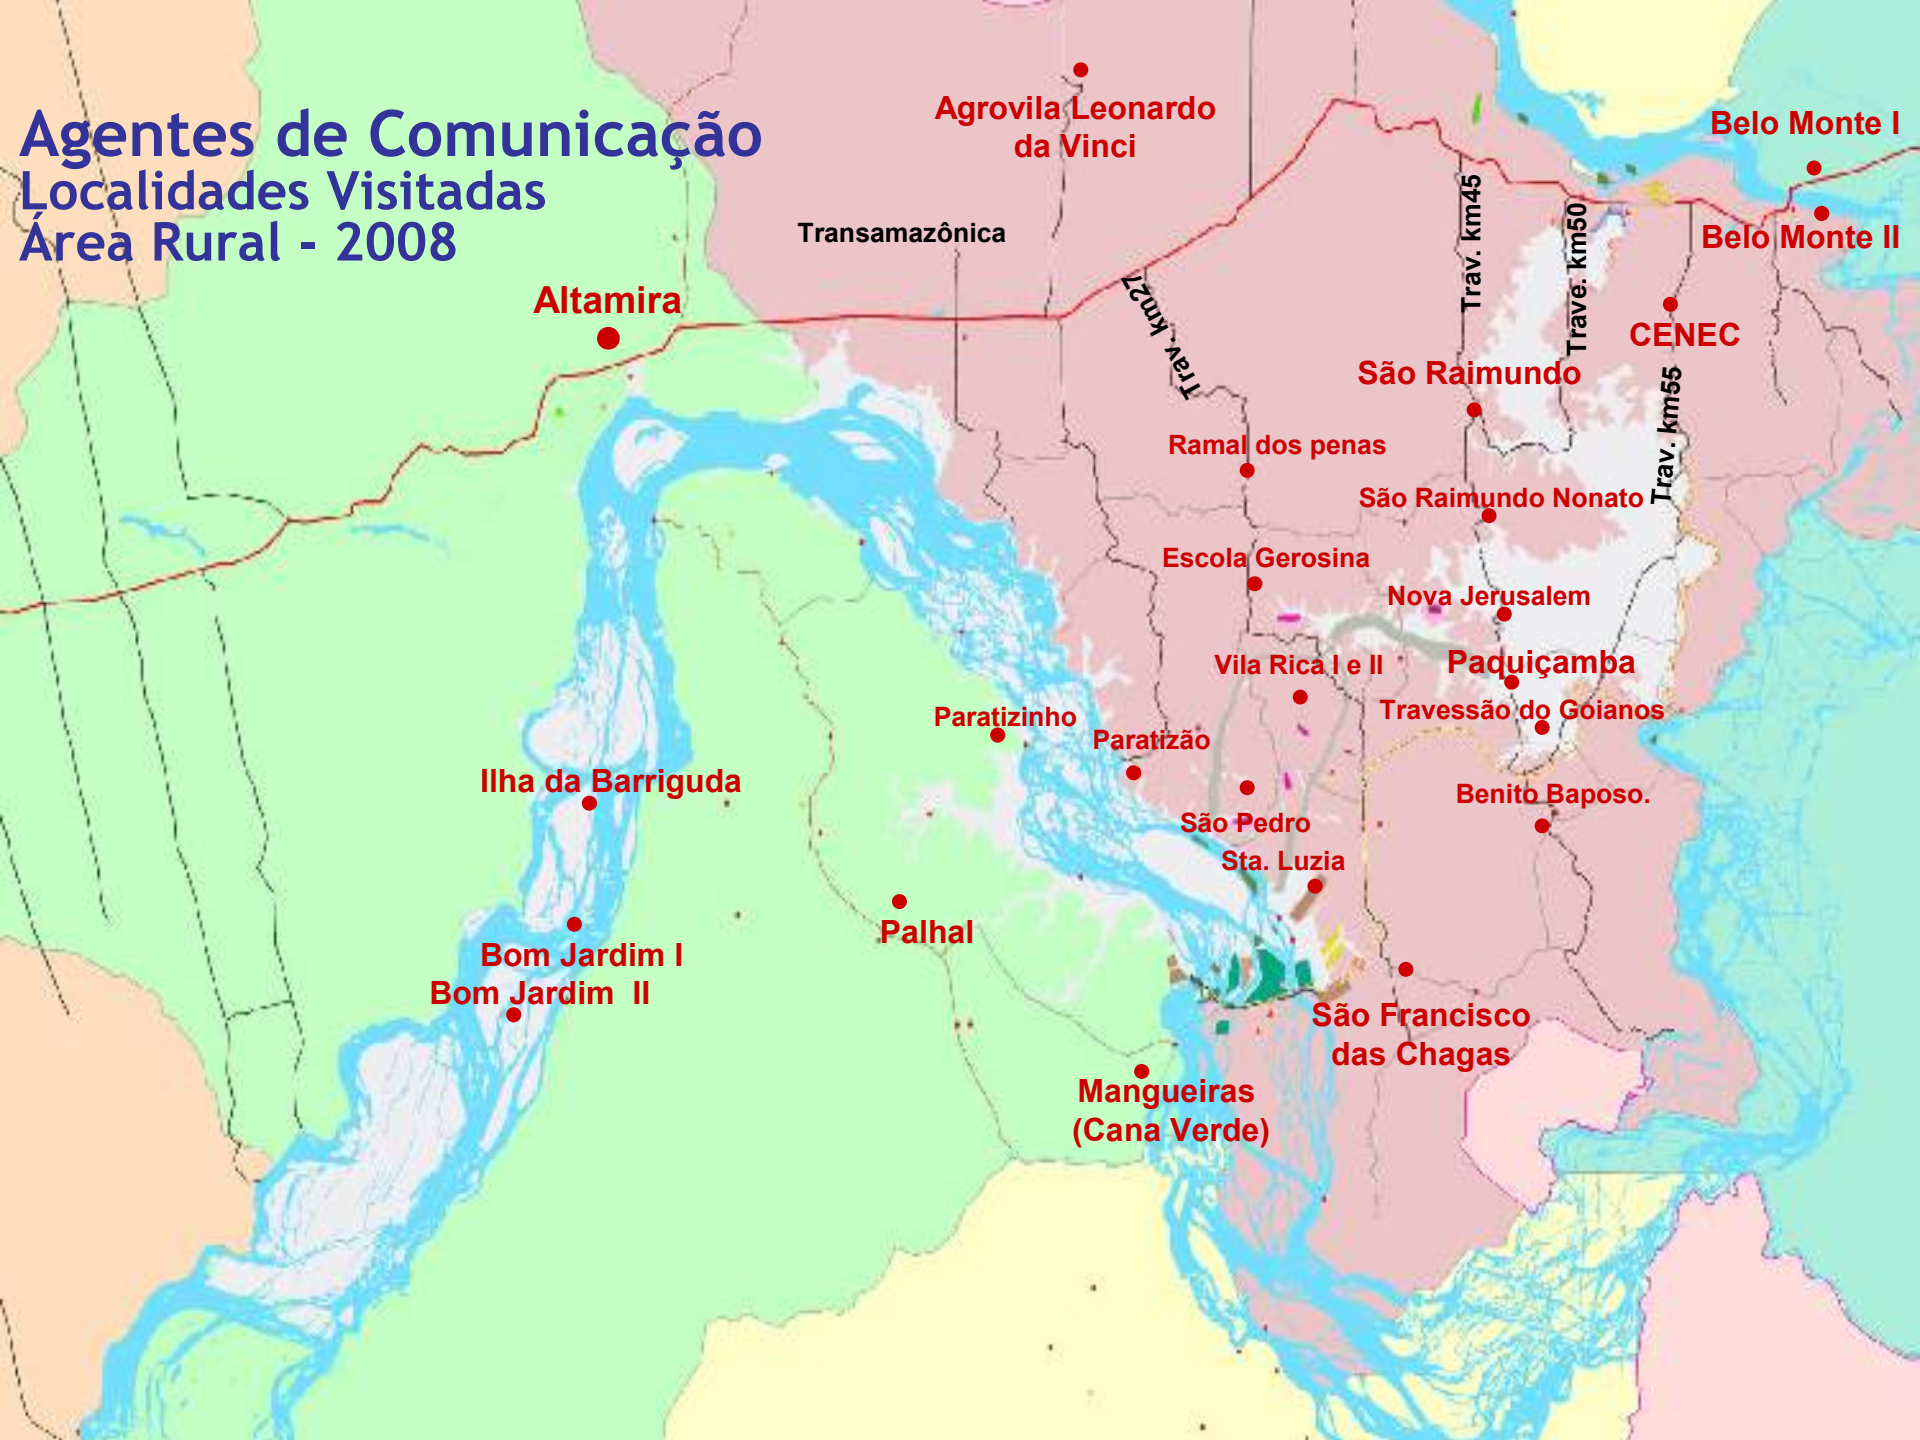 Agentes de Comunicação
Localidades Visitadas
Área Rural - 2008
Agrovila Leonardo
da Vinci
Belo Monte I
Belo Monte II
Transamazônica
Altamira
Trav. km27
Trav. km45
Trave. km50
CENEC
São Raimundo
Trav. km55
Ramal dos penas
São Raimundo Nonato
Escola Gerosina
Nova Jerusalem
Vila Rica I e II
Paquiçamba
Travessão do Goianos
Paratizinho
Paratizão
Ilha da Barriguda
Benito Baposo.
São Pedro
Sta. Luzia
Palhal
Bom Jardim I
Bom Jardim II
São Francisco
das Chagas
Mangueiras
(Cana Verde)